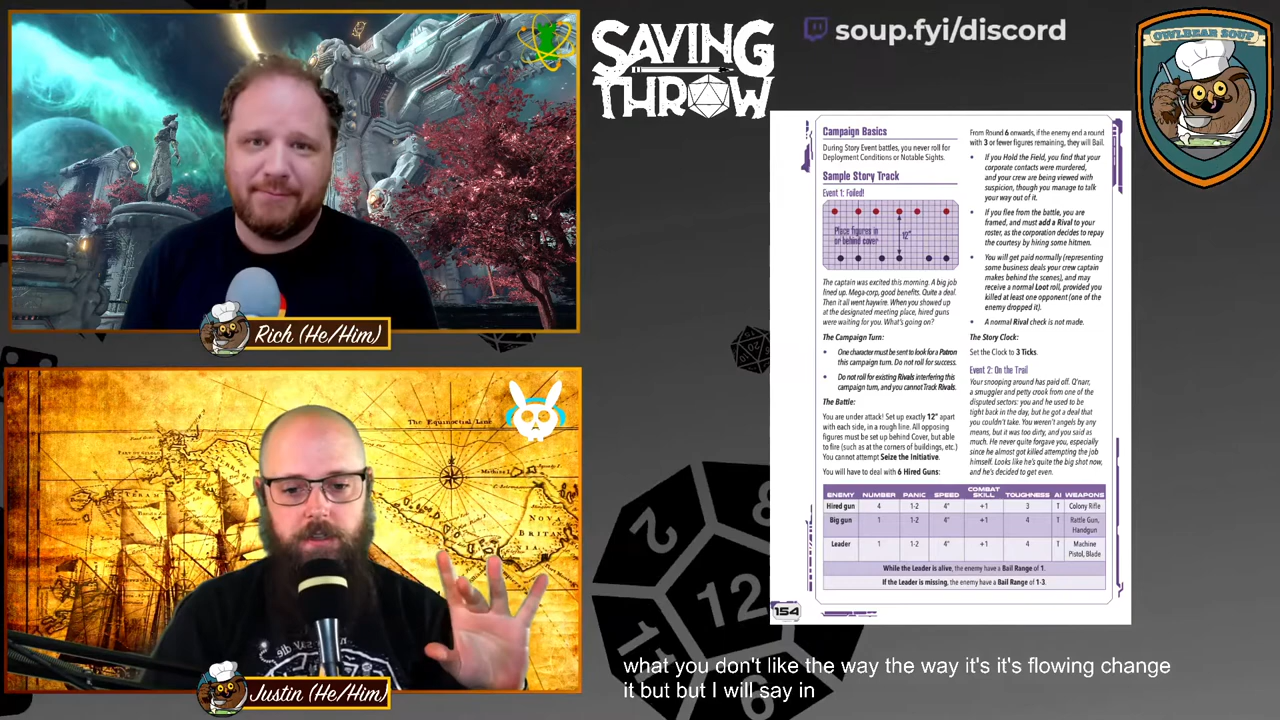 SAVING
THROW
soup.fyi/discord
OWLBEAR SOUP
Rich (He/Him)
The Equinoctial Line
Justin (He/Him)
Campaign Basics
During Story Event battles, you never roll for
Deployment Conditions or Notable Sights.
Sample Story Track
Event 1: Foiled!
Place figures in
or behind cover
12"
The captain was excited this morning. A big job
lined up. Mega-corp, good benefits. Quite a deal.
Then it all went haywire. When you showed up
at the designated meeting place, hired guns
were waiting for you. What's going on?
The Campaign Turn:
• One character must be sent to look for a Patron
this campaign turn. Do not roll for success.
• Do not roll for existing Rivals interfering this
campaign turn, and you cannot Track Rivals.
The Battle:
You are under attack! Set up exactly 12" apart
with each side, in a rough line. All opposing
figures must be set up behind Cover, but able
to fire (such as at the corners of buildings, etc.)
You cannot attempt Seize the Initiative.
You will have to deal with 6 Hired Guns:
From Round 6 onwards, if the enemy end a round
with 3 or fewer figures remaining, they will Bail.
• If you Hold the Field, you find that your
corporate contacts were murdered,
and your crew are being viewed with
suspicion, though you manage to talk
your way out of it.
• If you flee from the battle, you are
framed, and must add a Rival to your
roster, as the corporation decides to repay
the courtesy by hiring some hitmen.
• You will get paid normally (representing
some business deals your crew captain
makes behind the scenes), and may
receive a normal Loot roll, provided you
killed at least one opponent (one of the
enemy dropped it).
• A normal Rival check is not made.
The Story Clock:
Set the Clock to 3 Ticks.
Event 2: On the Trail
Your snooping around has paid off. Q'narr,
a smuggler and petty crook from one of the
disputed sectors: you and he used to be
tight back in the day, but he got a deal that
you couldn't take. You weren't angels by any
means, but it was too dirty, and you said as
much. He never quite forgave you, especially
since he almost got killed attempting the job
himself. Looks like he's quite the big shot now,
and he's decided to get even.
ENEMY NUMBER PANIC SPEED COMBAT SKILL TOUGHNESS AI WEAPONS
Hired gun 4 1-2 4" +1 3 T Colony Rifle
Big gun 1 1-2 4" +1 4 T Rattle Gun, Handgun
Leader 1 1-2 4" +1 4 T Machine Pistol, Blade
While the Leader is alive, the enemy have a Bail Range of 1.
If the Leader is missing, the enemy have a Bail Range of 1-3.
154
2
12
11
6
what you don't like the way the way it's it's flowing change
it but but I will say in